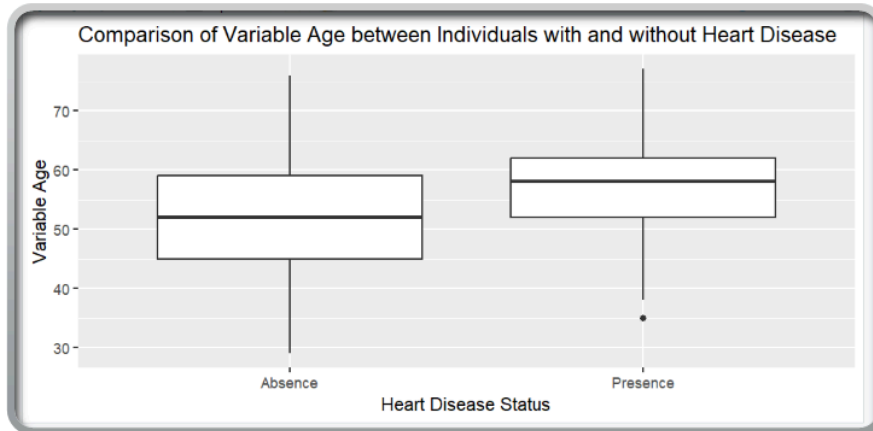 Comparison of Variable Age between Individuals with and without Heart Disease
Variable Age
70
60
50
40
30
Absence Presence
Heart Disease Status